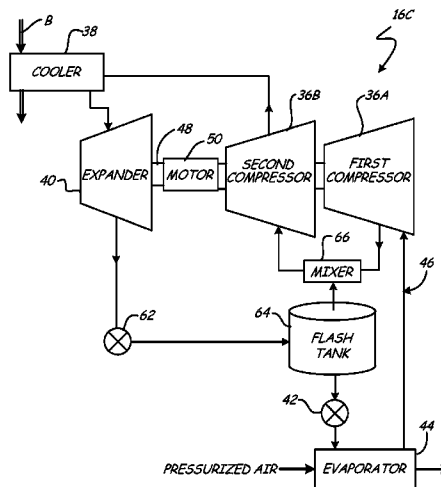 B
38
16C
COOLER
36B
36A
48
50
40
EXPANDER
MOTOR
SECOND
COMPRESSOR
FIRST
COMPRESSOR
66
MIXER
46
62
64
FLASH
TANK
42
44
PRESSURIZED AIR
EVAPORATOR